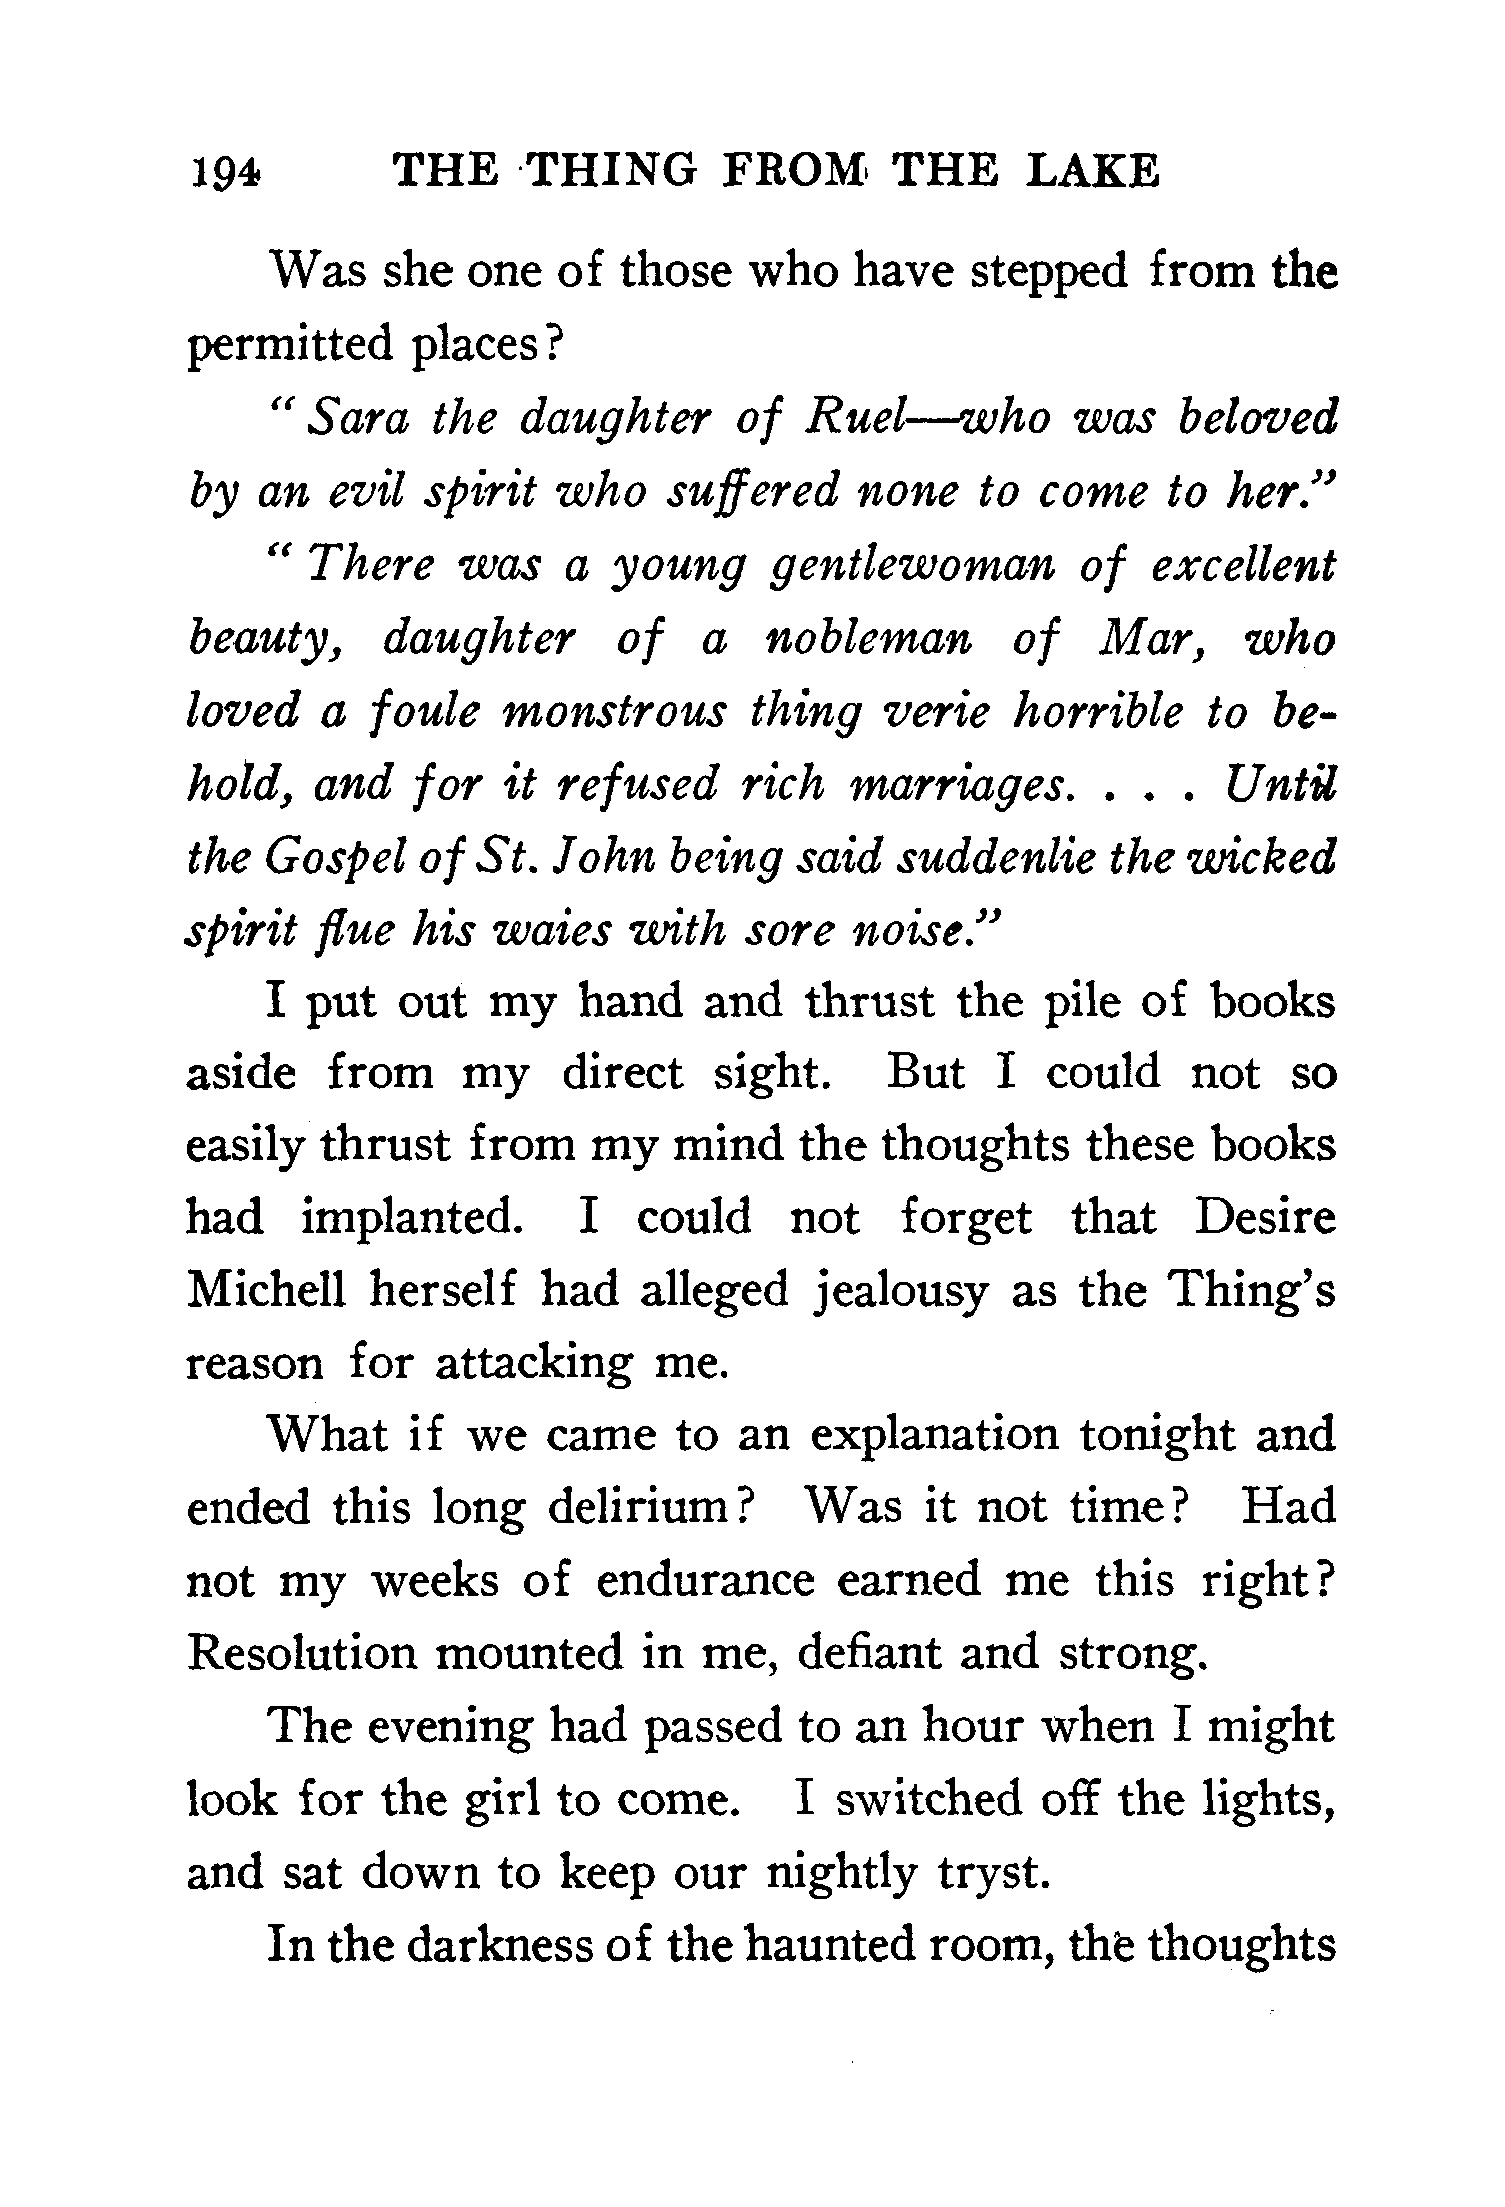 194 THE THING FROM THE LAKE
Was she one of those who have stepped from the
permitted places?
" Sara the daughter of Ruel—who was beloved
by an evil spirit who suffered none to come to her."
" There was a young gentlewoman of excellent
beauty, daughter of a nobleman of Mar, who
loved a foule monstrous thing verie horrible to be-
hold, and for it refused rich marriages. . . . Until
the Gospel of St. John being said suddenlie the wicked
spirit flue his waies with sore noise."
I put out my hand and thrust the pile of books
aside from my direct sight. But I could not so
easily thrust from my mind the thoughts these books
had implanted. I could not forget that Desire
Michell herself had alleged jealousy as the Thing's
reason for attacking me.
What if we came to an explanation tonight and
ended this long delirium? Was it not time? Had
not my weeks of endurance earned me this right?
Resolution mounted in me, defiant and strong.
The evening had passed to an hour when I might
look for the girl to come. I switched off the lights,
and sat down to keep our nightly tryst.
In the darkness of the haunted room, the thoughts